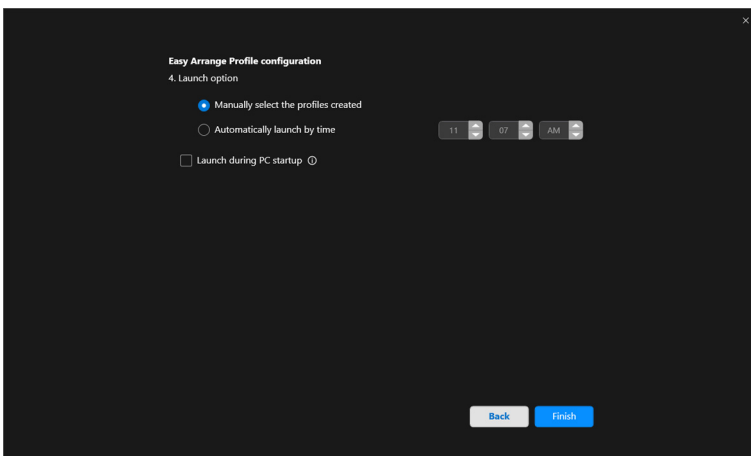 Easy Arrange Profile configuration
4. Launch option
Manually select the profiles created
Automatically launch by time 11 07 AM
Launch during PC startup
Back Finish